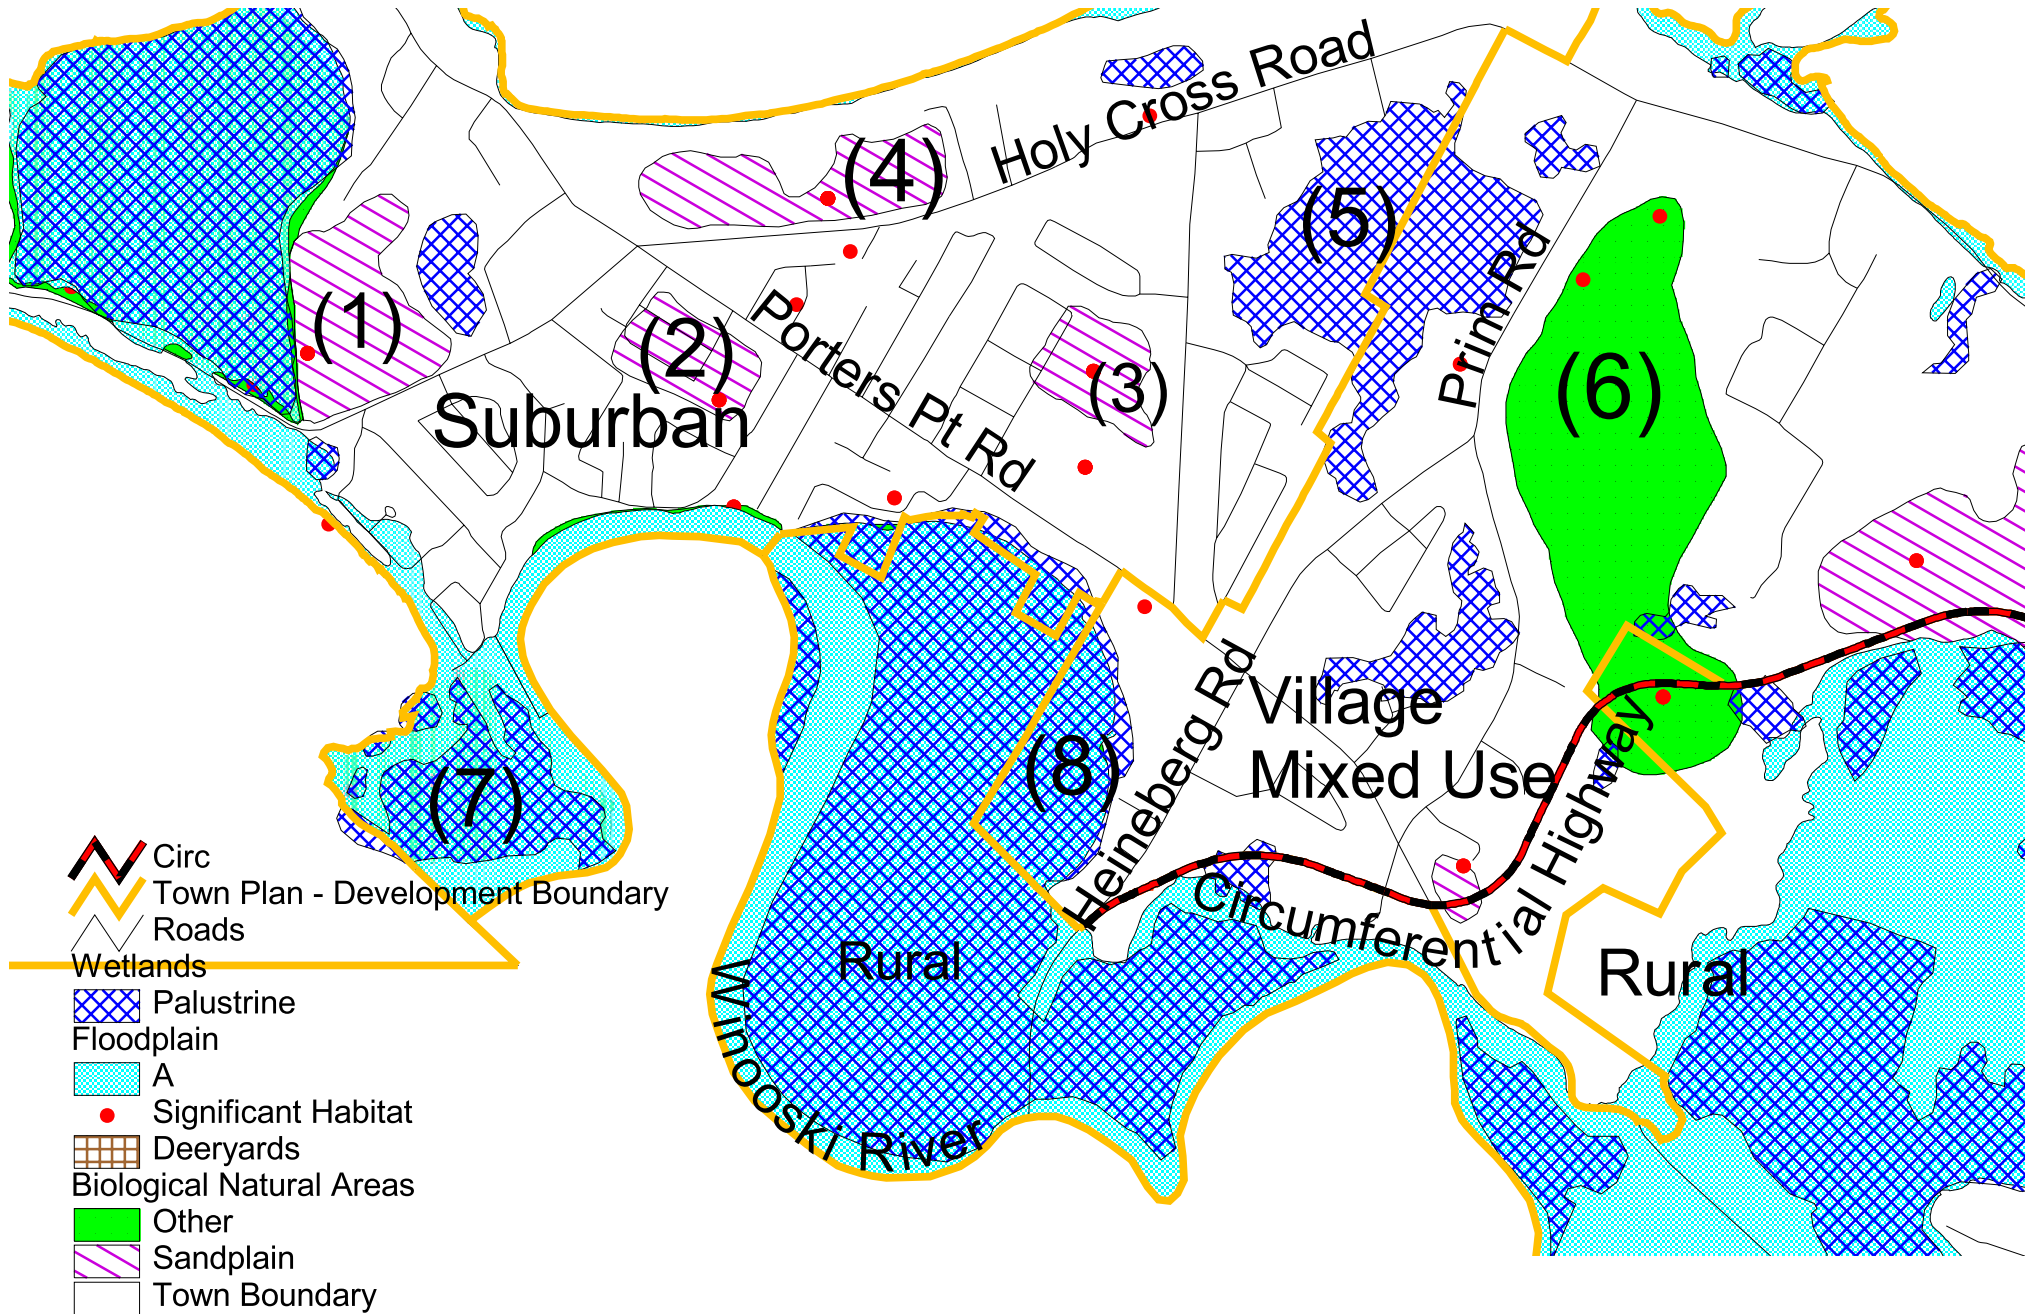 Holy Cross Road
(4)
(5)
Prim Rd
(1)
(2)
Porters Pt Rd
(3)
(6)
Suburban
(7)
(8)
Heineberg Rd
Village
Mixed Use
Circumferential Highway
Rural
Rural
Winooski River
Circ
Town Plan - Development Boundary
Roads
Wetlands
Palustrine
Floodplain
A
Significant Habitat
Deeryards
Biological Natural Areas
Other
Sandplain
Town Boundary